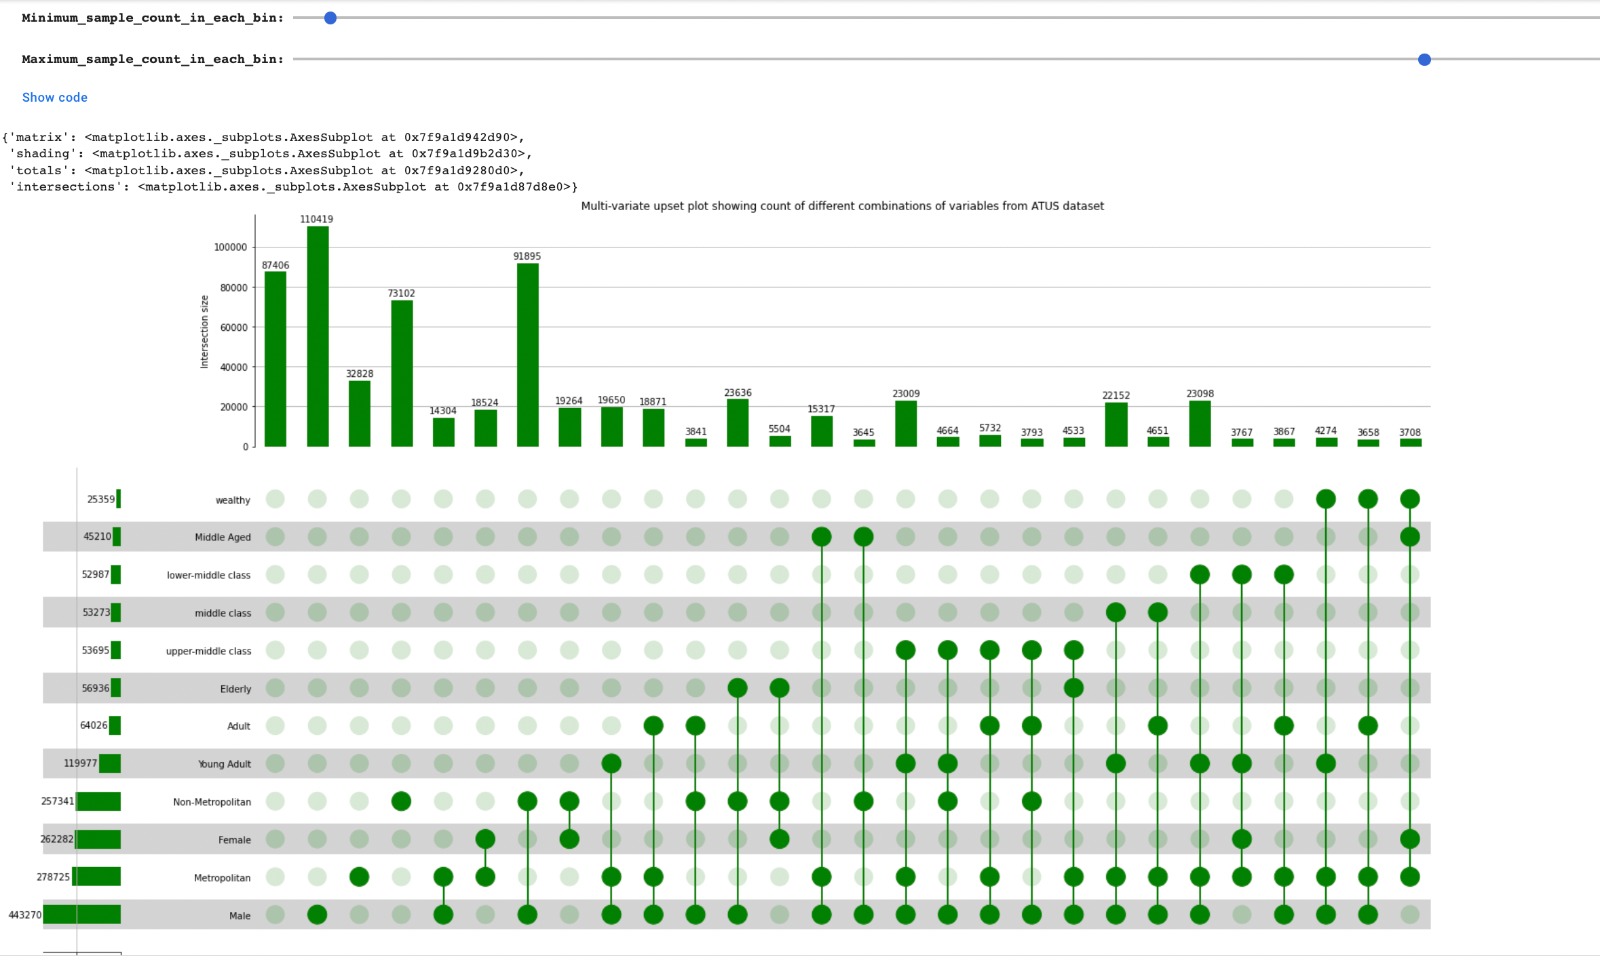 Minimum_sample_count_in_each_bin:
Maximum_sample_count_in_each_bin:
Show code
{'matrix': <matplotlib.axes._subplots.AxesSubplot at 0x7f9a1d942d90>,
'shading': <matplotlib.axes._subplots.AxesSubplot at 0x7f9a1d9b2d30>,
'totals': <matplotlib.axes._subplots.AxesSubplot at 0x7f9a1d9280d0>,
'intersections': <matplotlib.axes._subplots.AxesSubplot at 0x7f9a1d87d8e0>}
Multi-variate upset plot showing count of different combinations of variables from ATUS dataset
Intersection size
100000
80000
60000
40000
20000
0
87406 110419 32828 73102 14304 18524 91895 19264 19650 18871 3841 23636 5504 15317 3645 23009 4664 5732 3793 4533 22152 4651 23098 3767 3867 4274 3658 3708
25359 wealthy
45210 Middle Aged
52987 lower-middle class
53273 middle class
53695 upper-middle class
56936 Elderly
64026 Adult
119977 Young Adult
257341 Non-Metropolitan
262282 Female
278725 Metropolitan
443270 Male